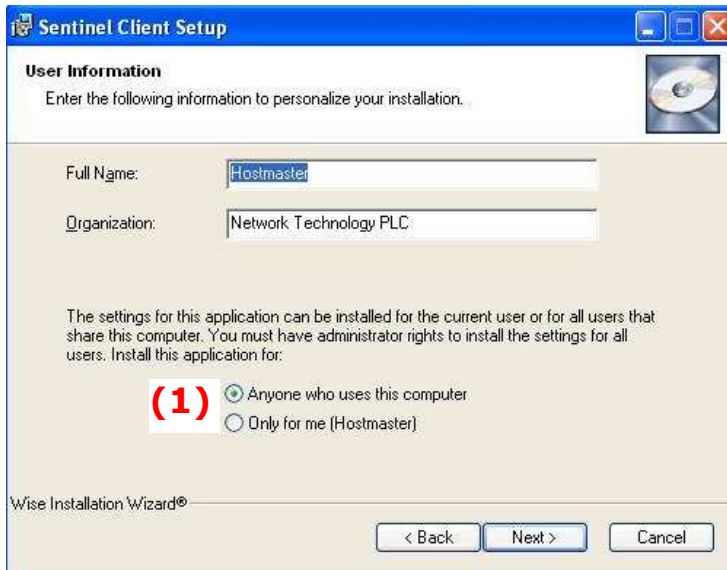 Sentinel Client Setup
User Information
Enter the following information to personalize your installation.
Full Name:
Hostmaster
Organization:
Network Technology PLC
The settings for this application can be installed for the current user or for all users that
share this computer. You must have administrator rights to install the settings for all
users. Install this application for:
(1)
Anyone who uses this computer
Only for me (Hostmaster)
Wise Installation Wizard®
< Back
Next >
Cancel